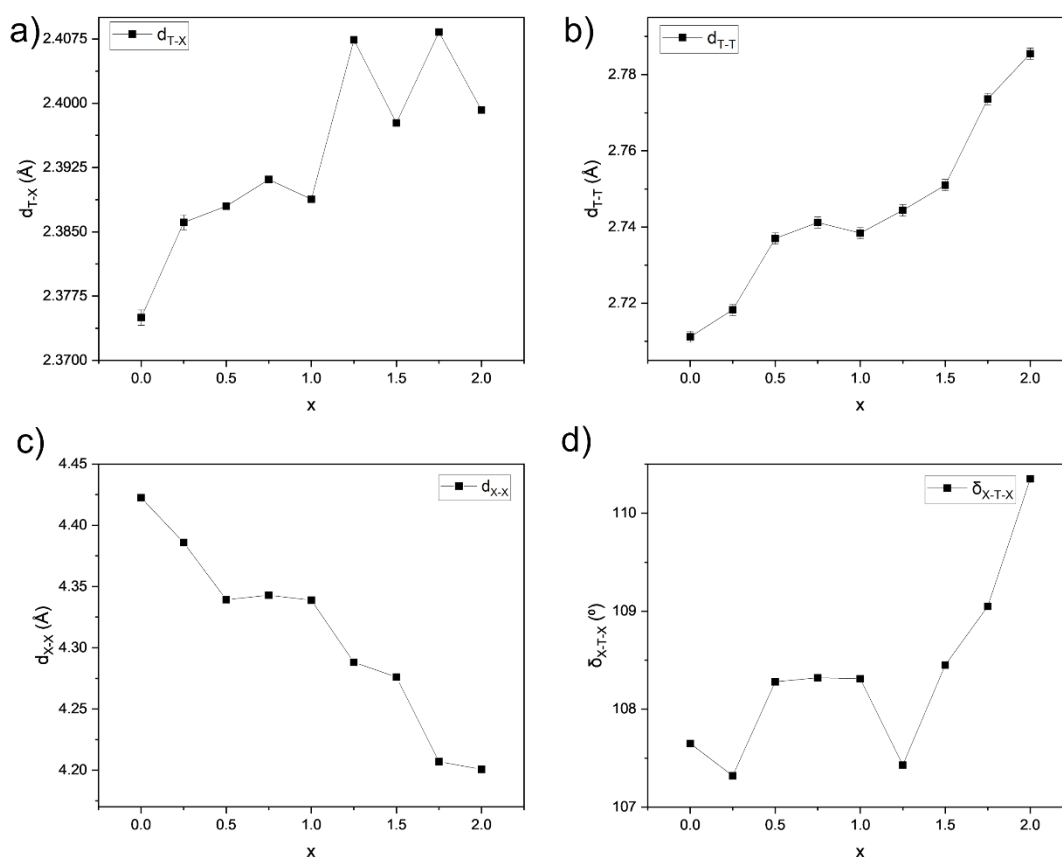 a)
d_T-X
2.4075
2.4000
2.3925
2.3850
2.3775
2.3700
d_T-X (Å)
0.0 0.5 1.0 1.5 2.0
x
b)
d_T-T
2.78
2.76
2.74
2.72
d_T-T (Å)
0.0 0.5 1.0 1.5 2.0
x
c)
d_X-X
4.45
4.40
4.35
4.30
4.25
4.20
d_X-X (Å)
0.0 0.5 1.0 1.5 2.0
x
d)
δ_X-T-X
110
109
108
107
δ_X-T-X (º)
0.0 0.5 1.0 1.5 2.0
x